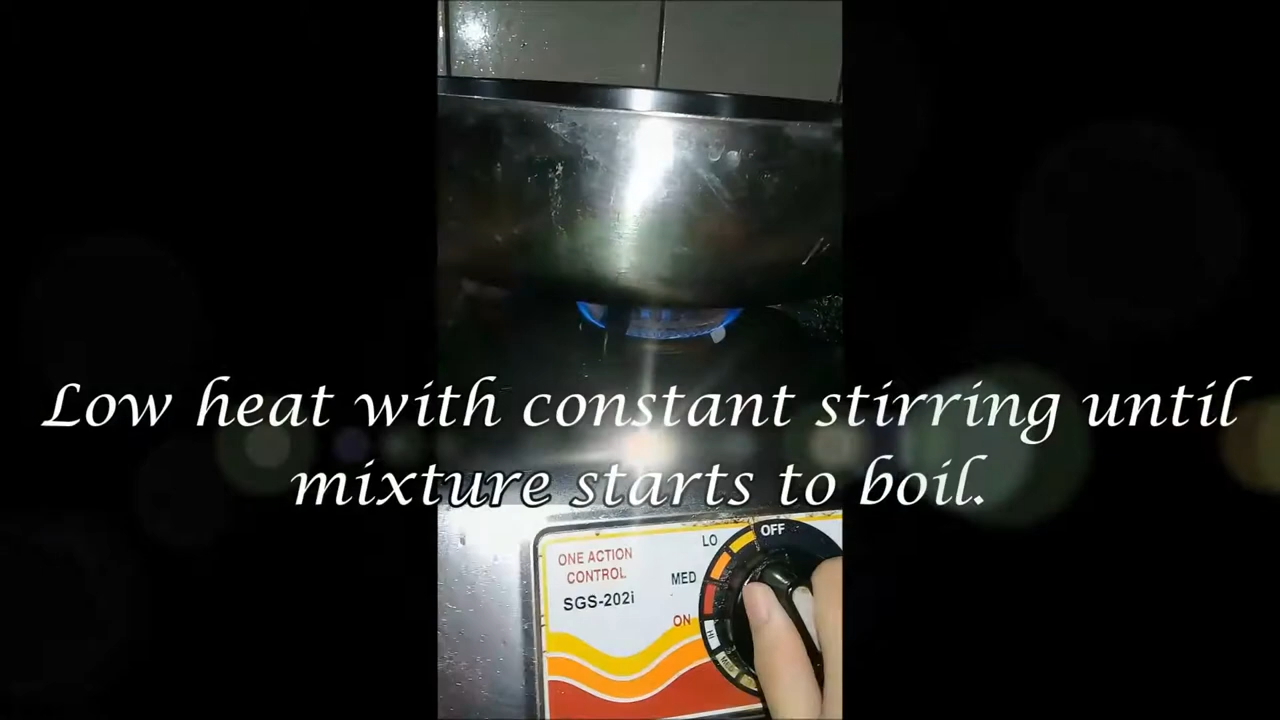 Low heat with constant stirring until
mixture starts to boil.
OFF
LO
ONE ACTION
CONTROL
MED
SGS-202i
ON
HI